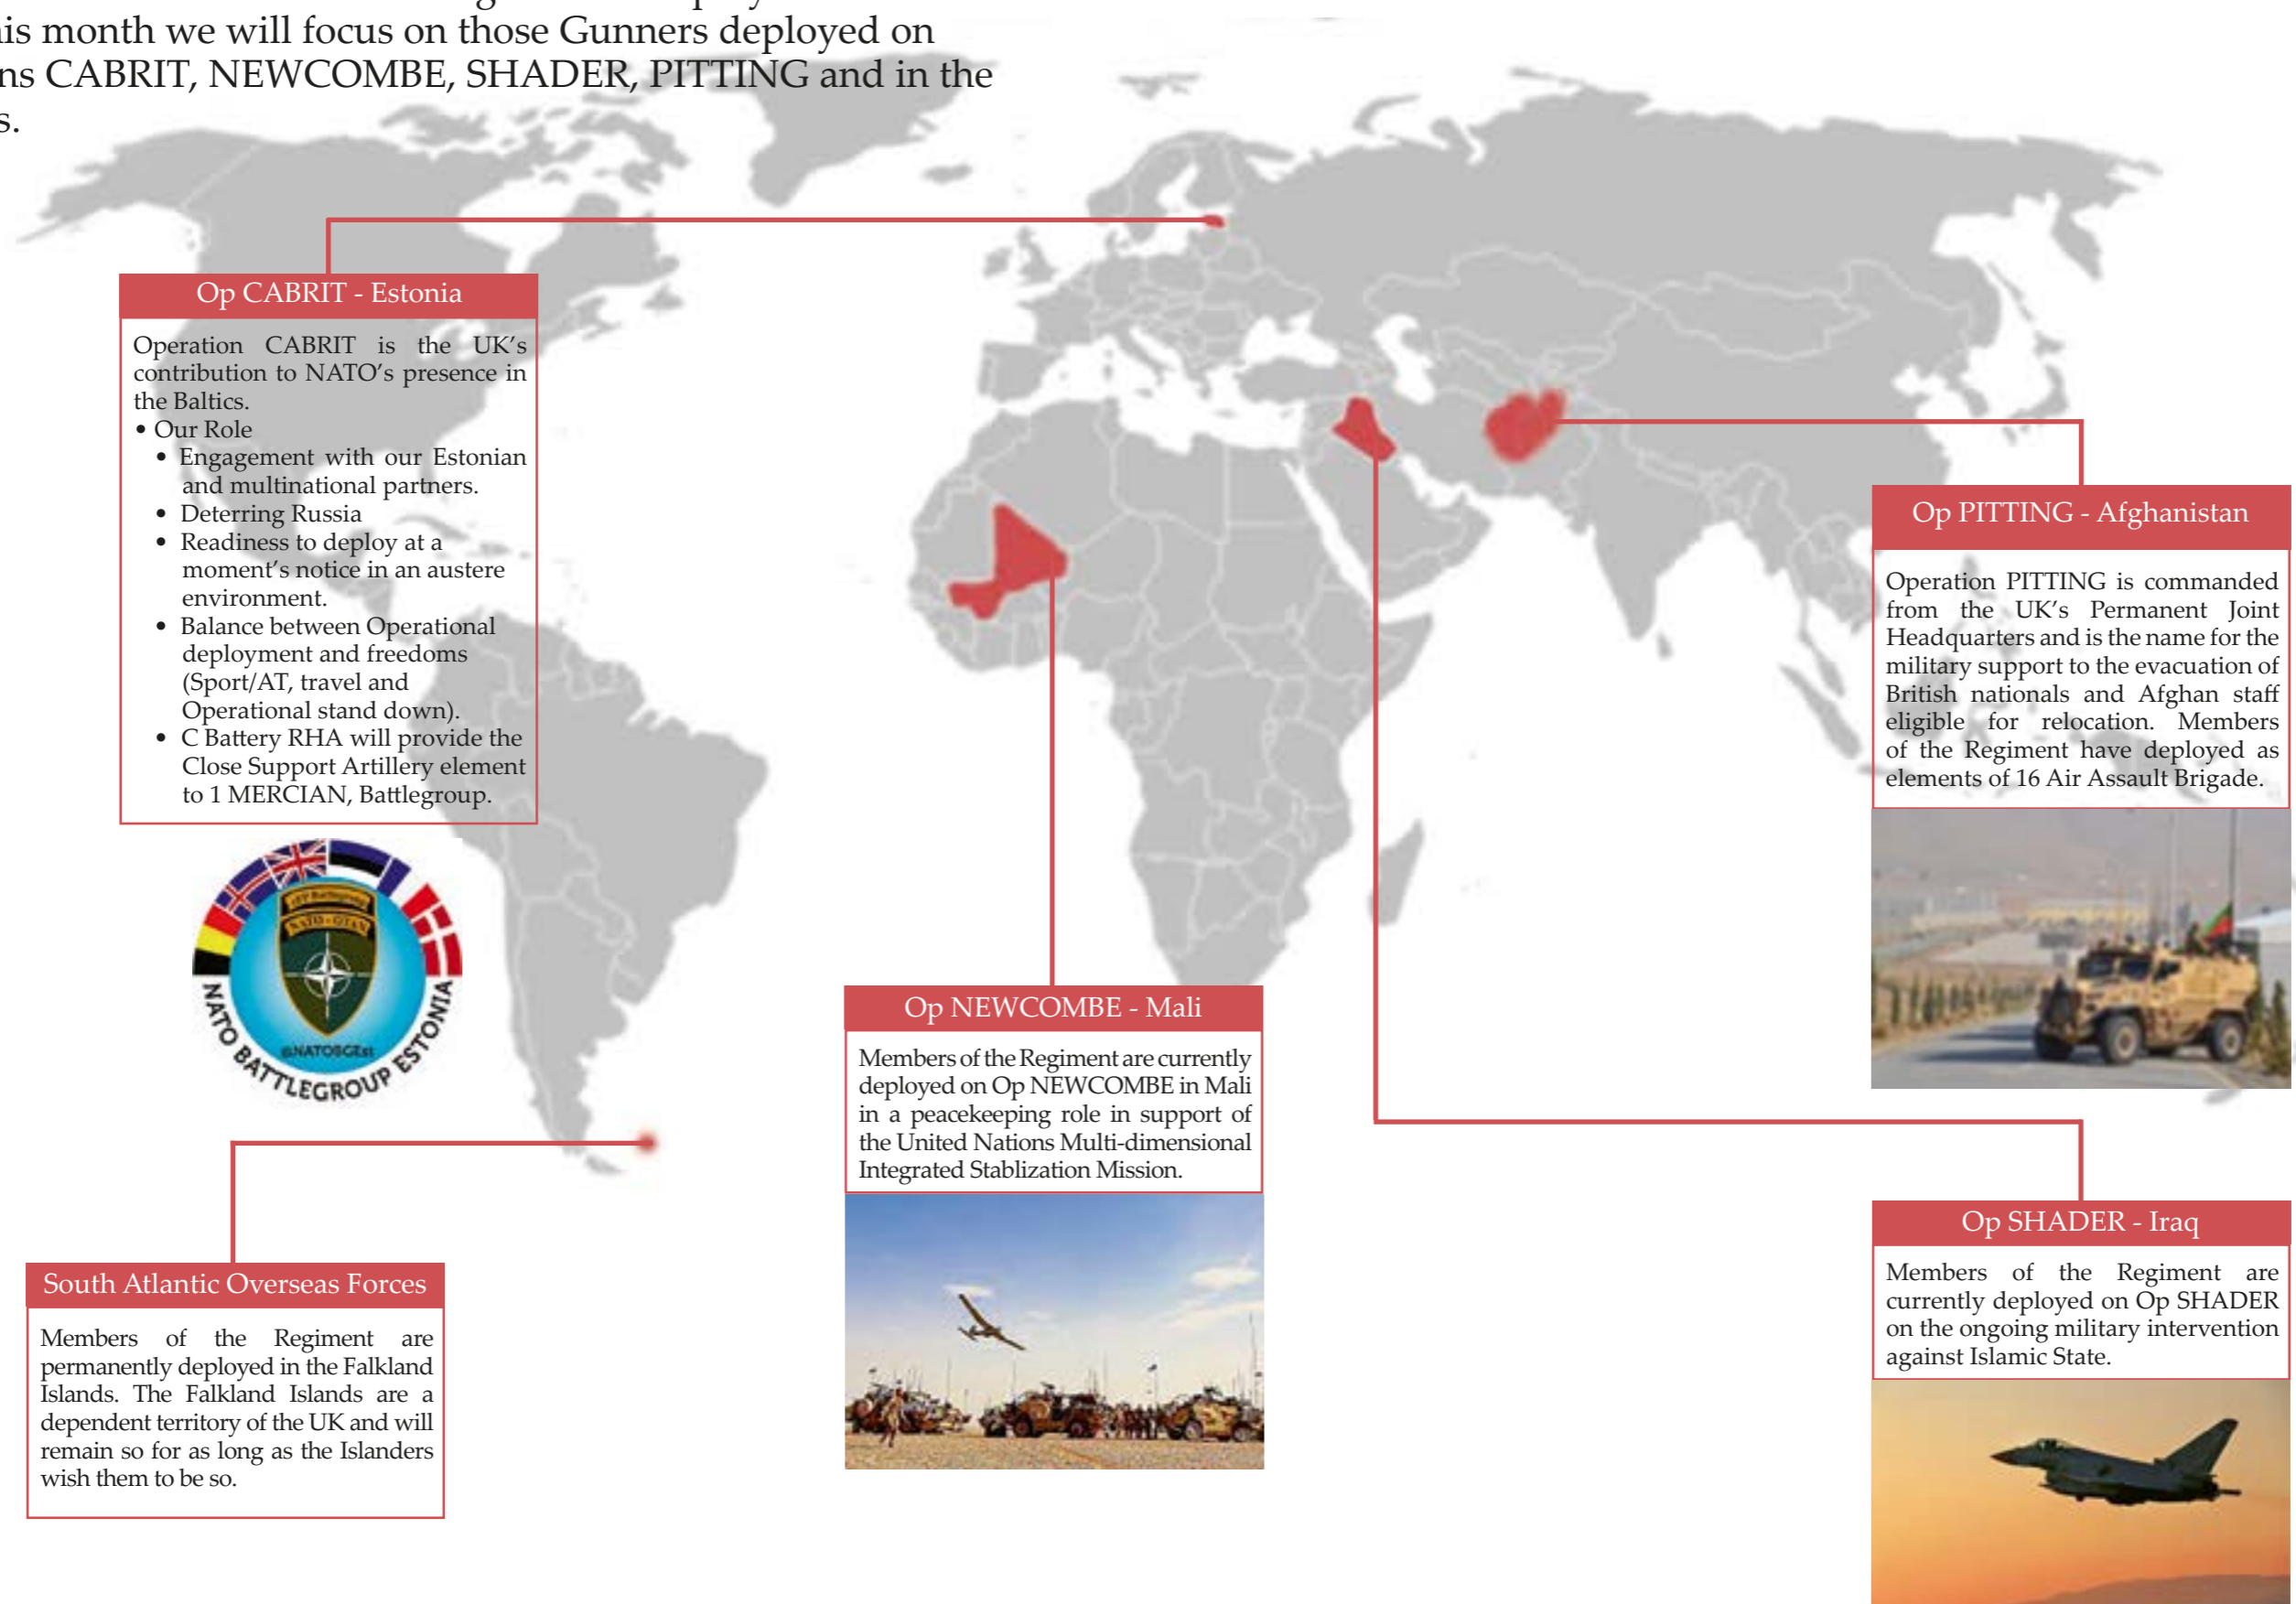 his month we will focus on those Gunners deployed on
ns CABRIT, NEWCOMBE, SHADER, PITTING and in the
s.
Op CABRIT - Estonia
Operation CABRIT is the UK's
contribution to NATO's presence in
the Baltics.
• Our Role
• Engagement with our Estonian
and multinational partners.
• Deterring Russia
• Readiness to deploy at a
moment's notice in an austere
environment.
• Balance between Operational
deployment and freedoms
(Sport/AT, travel and
Operational stand down).
• C Battery RHA will provide the
Close Support Artillery element
to 1 MERCIAN, Battlegroup.
NATO-OTAN
@NATOBGEst
NATO BATTLEGROUP ESTONIA
South Atlantic Overseas Forces
Members of the Regiment are
permanently deployed in the Falkland
Islands. The Falkland Islands are a
dependent territory of the UK and will
remain so for as long as the Islanders
wish them to be so.
Op NEWCOMBE - Mali
Members of the Regiment are currently
deployed on Op NEWCOMBE in Mali
in a peacekeeping role in support of
the United Nations Multi-dimensional
Integrated Stablization Mission.
Op PITTING - Afghanistan
Operation PITTING is commanded
from the UK's Permanent Joint
Headquarters and is the name for the
military support to the evacuation of
British nationals and Afghan staff
eligible for relocation. Members
of the Regiment have deployed as
elements of 16 Air Assault Brigade.
Op SHADER - Iraq
Members of the Regiment are
currently deployed on Op SHADER
on the ongoing military intervention
against Islamic State.